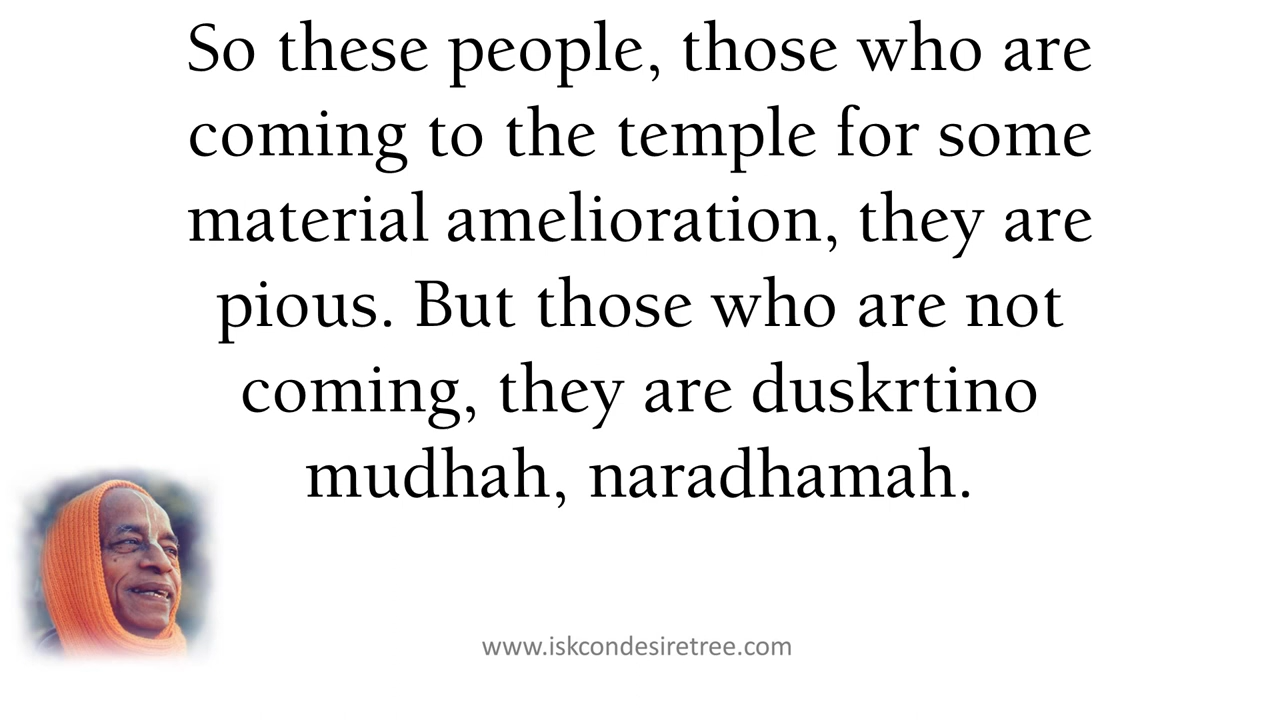 So these people, those who are
coming to the temple for some
material amelioration, they are
pious. But those who are not
coming, they are duskrtino
mudhah, naradhamah.
www.iskcondesiretree.com